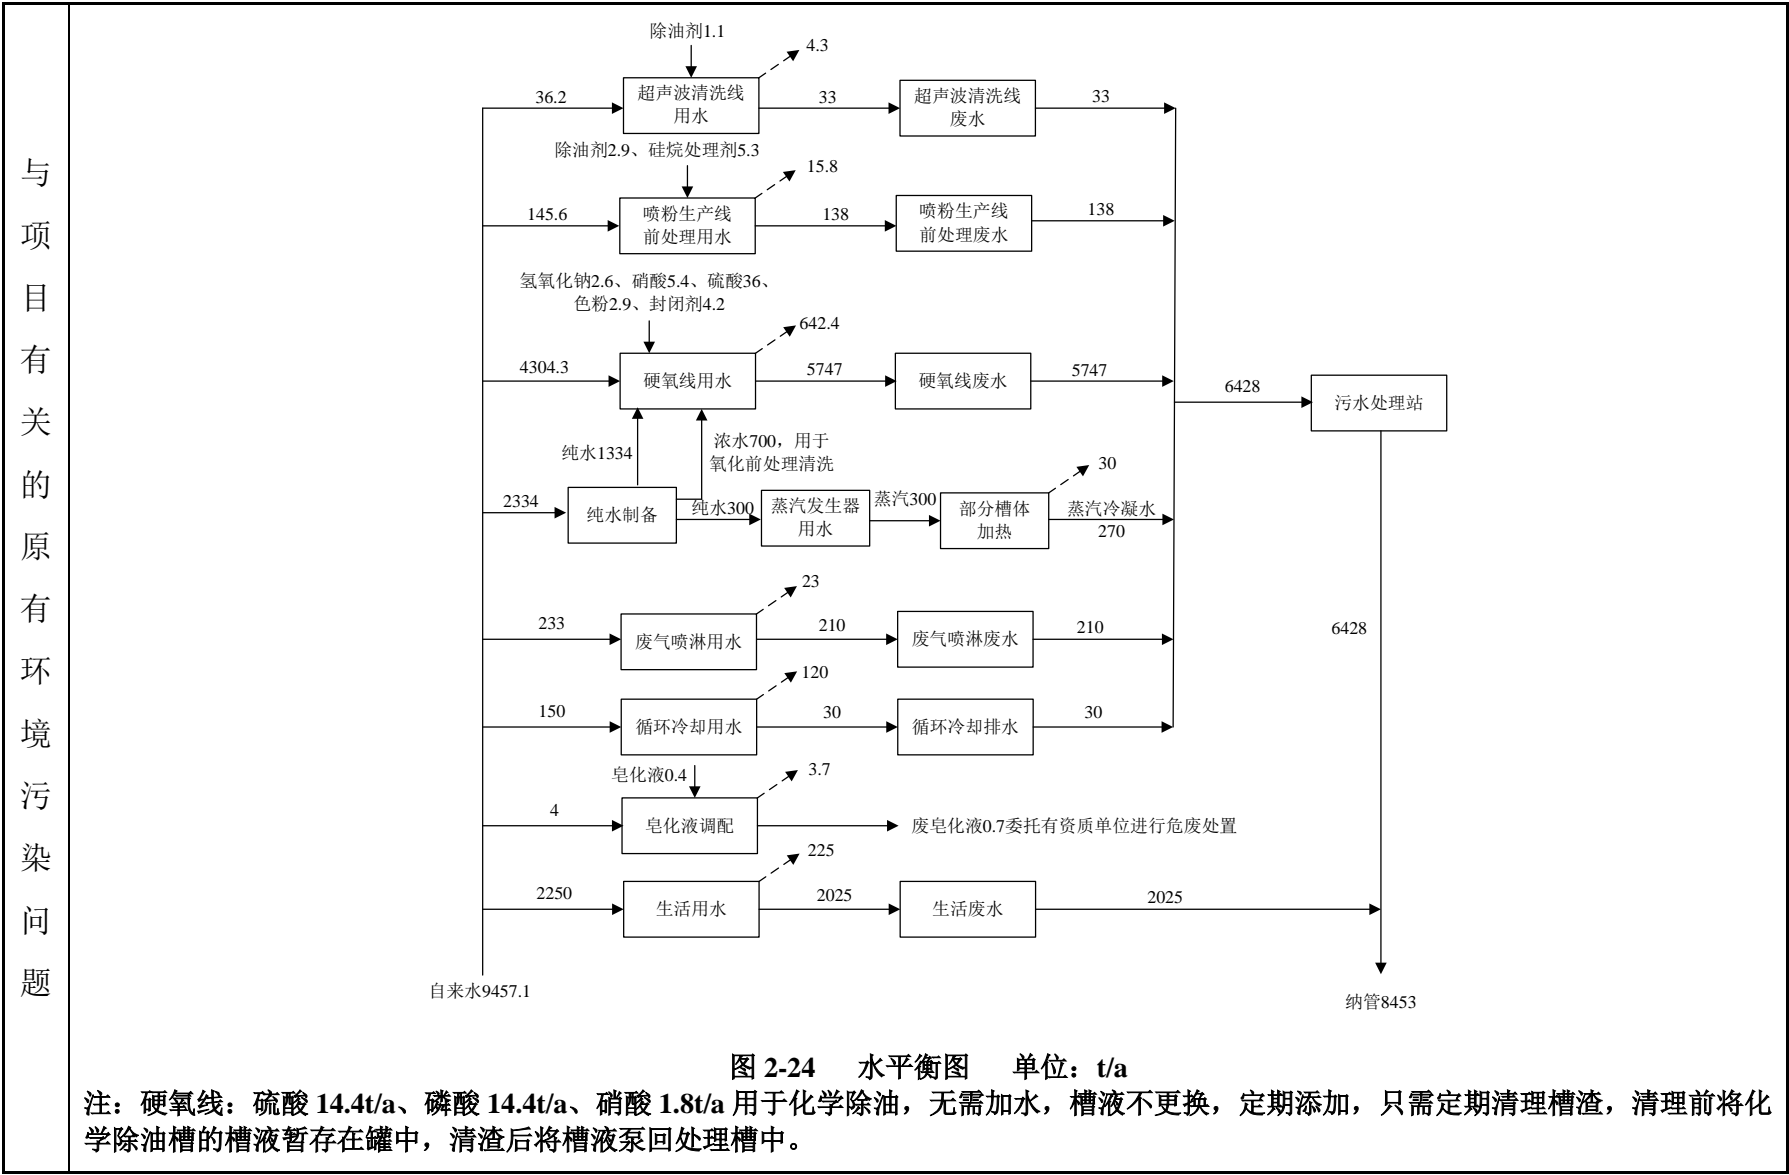 与项目有关的原有环境污染问题
除油剂1.1
4.3
36.2
超声波清洗线
用水
33
超声波清洗线
废水
33
除油剂2.9、硅烷处理剂5.3
15.8
145.6
喷粉生产线
前处理用水
138
喷粉生产线
前处理废水
138
氢氧化钠2.6、硝酸5.4、硫酸36、
色粉2.9、封闭剂4.2
642.4
4304.3
硬氧线用水
5747
硬氧线废水
5747
6428
污水处理站
纯水1334
浓水700，用于
氧化前处理清洗
2334
纯水制备
纯水300
蒸汽发生器
用水
蒸汽300
部分槽体
加热
30
蒸汽冷凝水
270
23
233
废气喷淋用水
210
废气喷淋废水
210
6428
120
150
循环冷却用水
30
循环冷却排水
30
皂化液0.4
3.7
4
皂化液调配
废皂化液0.7委托有资质单位进行危废处置
225
2250
生活用水
2025
生活废水
2025
自来水9457.1
纳管8453
图 2-24 水平衡图 单位：t/a
注：硬氧线：硫酸 14.4t/a、磷酸 14.4t/a、硝酸 1.8t/a 用于化学除油，无需加水，槽液不更换，定期添加，只需定期清理槽渣，清理前将化
学除油槽的槽液暂存在罐中，清渣后将槽液泵回处理槽中。